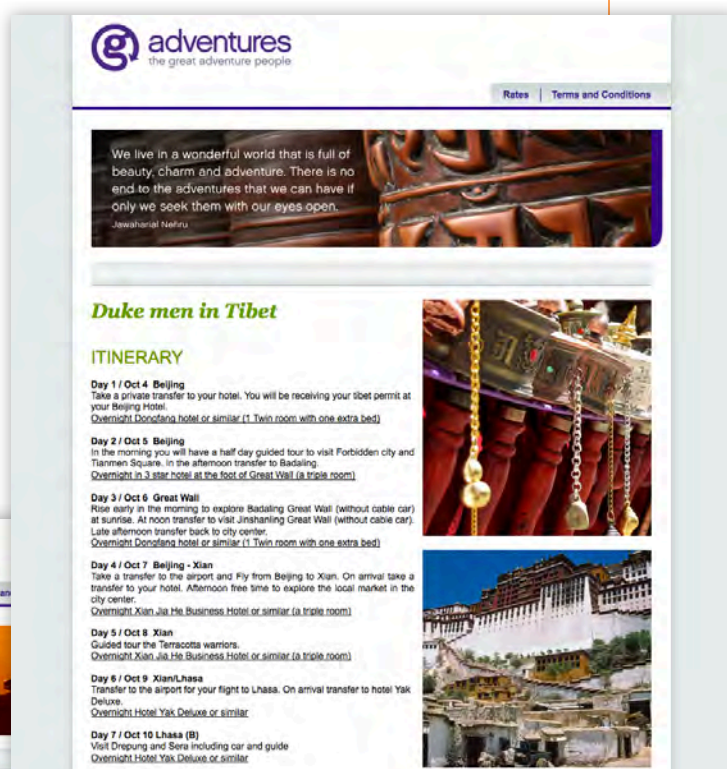 g adventures
the great adventure people
Rates | Terms and Conditions
We live in a wonderful world that is full of
beauty, charm and adventure. There is no
end to the adventures that we can have if
only we seek them with our eyes open.
Jawaharial Nehru
Duke men in Tibet
ITINERARY
Day 1 / Oct 4 Beijing
Take a private transfer to your hotel. You will be receiving your tibet permit at
your Beijing Hotel.
Overnight Dongfang hotel or similar (1 Twin room with one extra bed)
Day 2 / Oct 5 Beijing
In the morning you will have a half day guided tour to visit Forbidden city and
Tianmen Square. In the afternoon transfer to Badaling.
Overnight in 3 star hotel at the foot of Great Wall (a triple room)
Day 3 / Oct 6 Great Wall
Rise early in the morning to explore Badaling Great Wall (without cable car)
at sunrise. At noon transfer to visit Jinshanling Great Wall (without cable car).
Late afternoon transfer back to city center.
Overnight Dongfang hotel or similar (1 Twin room with one extra bed)
Day 4 / Oct 7 Beijing - Xian
Take a transfer to the airport and Fly from Beijing to Xian. On arrival take a
transfer to your hotel. Afternoon free time to explore the local market in the
city center.
Overnight Xian Jia He Business Hotel or similar (a triple room)
Day 5 / Oct 8 Xian
Guided tour the Terracotta warriors.
Overnight Xian Jia He Business Hotel or similar (a triple room)
Day 6 / Oct 9 Xian/Lhasa
Transfer to the airport for your flight to Lhasa. On arrival transfer to hotel Yak
Deluxe.
Overnight Hotel Yak Deluxe or similar
Day 7 / Oct 10 Lhasa (B)
Visit Drepung and Sera including car and guide
Overnight Hotel Yak Deluxe or similar